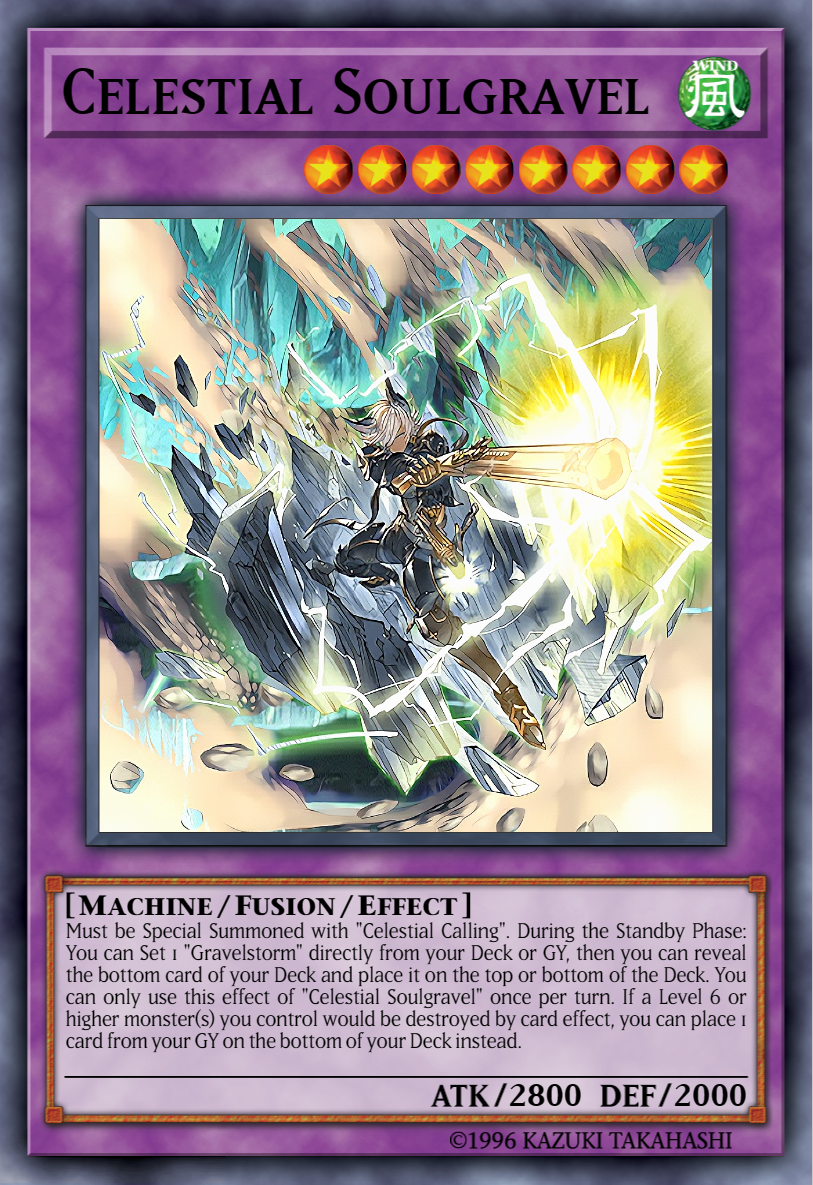 Celestial Soulgravel
WIND
風
[Machine/Fusion/Effect]
Must be Special Summoned with "Celestial Calling". During the Standby Phase:
You can Set 1 "Gravelstorm" directly from your Deck or GY, then you can reveal
the bottom card of your Deck and place it on the top or bottom of the Deck. You
can only use this effect of "Celestial Soulgravel" once per turn. If a Level 6 or
higher monster(s) you control would be destroyed by card effect, you can place 1
card from your GY on the bottom of your Deck instead.
ATK/2800 DEF/2000
©1996 KAZUKI TAKAHASHI